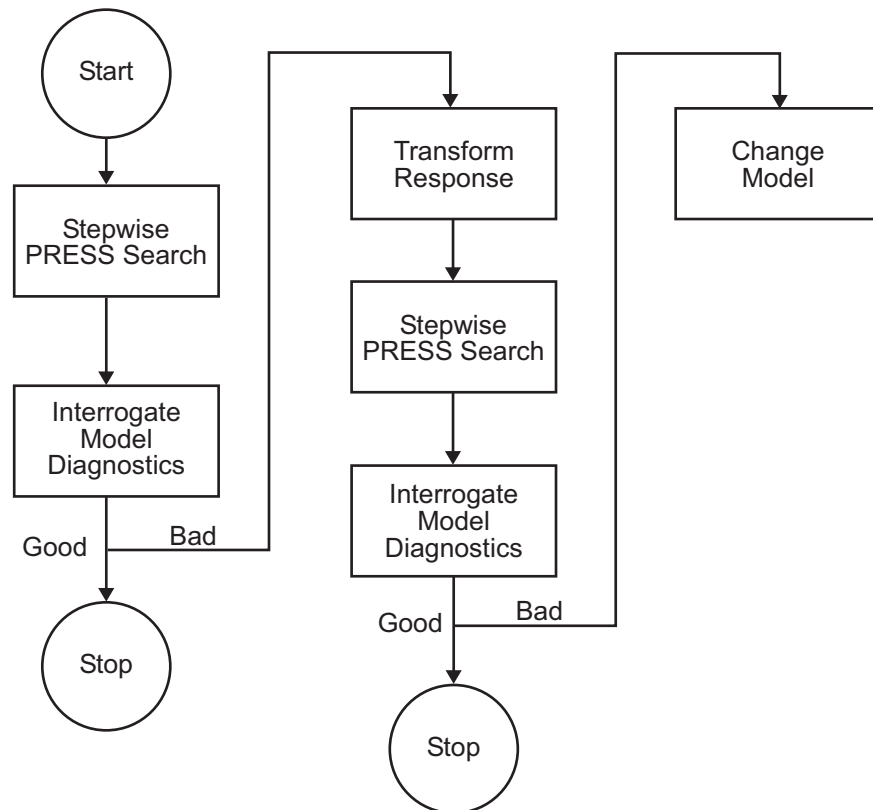 Start
Stepwise
PRESS Search
Interrogate
Model
Diagnostics
Good
Bad
Stop
Transform
Response
Stepwise
PRESS Search
Interrogate
Model
Diagnostics
Good
Bad
Stop
Change
Model